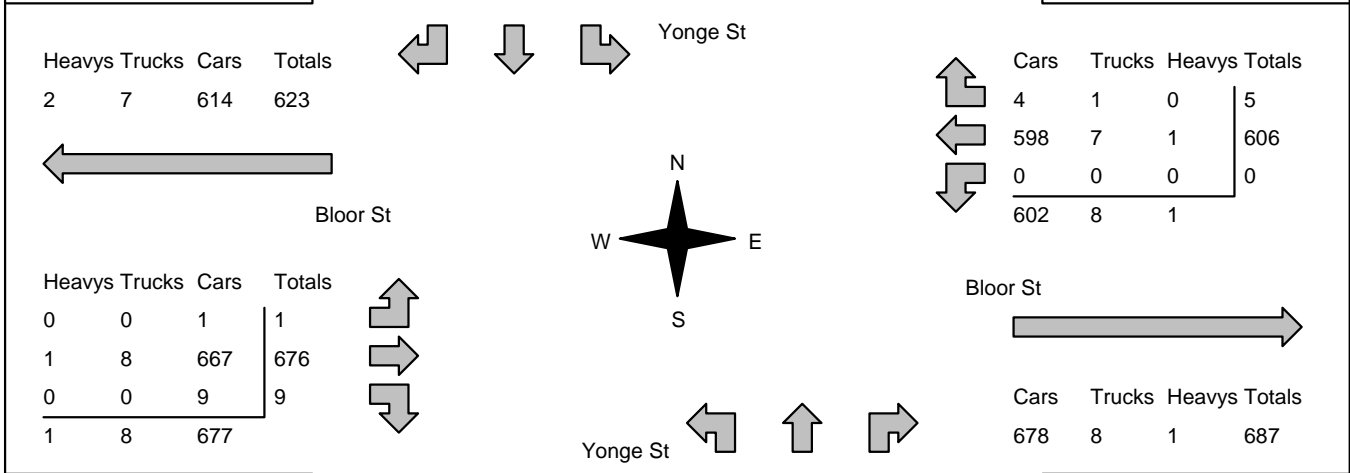 Yonge St
Heavys Trucks Cars Totals
2 7 614 623
Cars Trucks Heavys Totals
4 1 0 5
598 7 1 606
0 0 0 0
602 8 1
Bloor St
N
W E
S
Heavys Trucks Cars Totals
0 0 1 1
1 8 667 676
0 0 9 9
1 8 677
Bloor St
Cars Trucks Heavys Totals
678 8 1 687
Yonge St